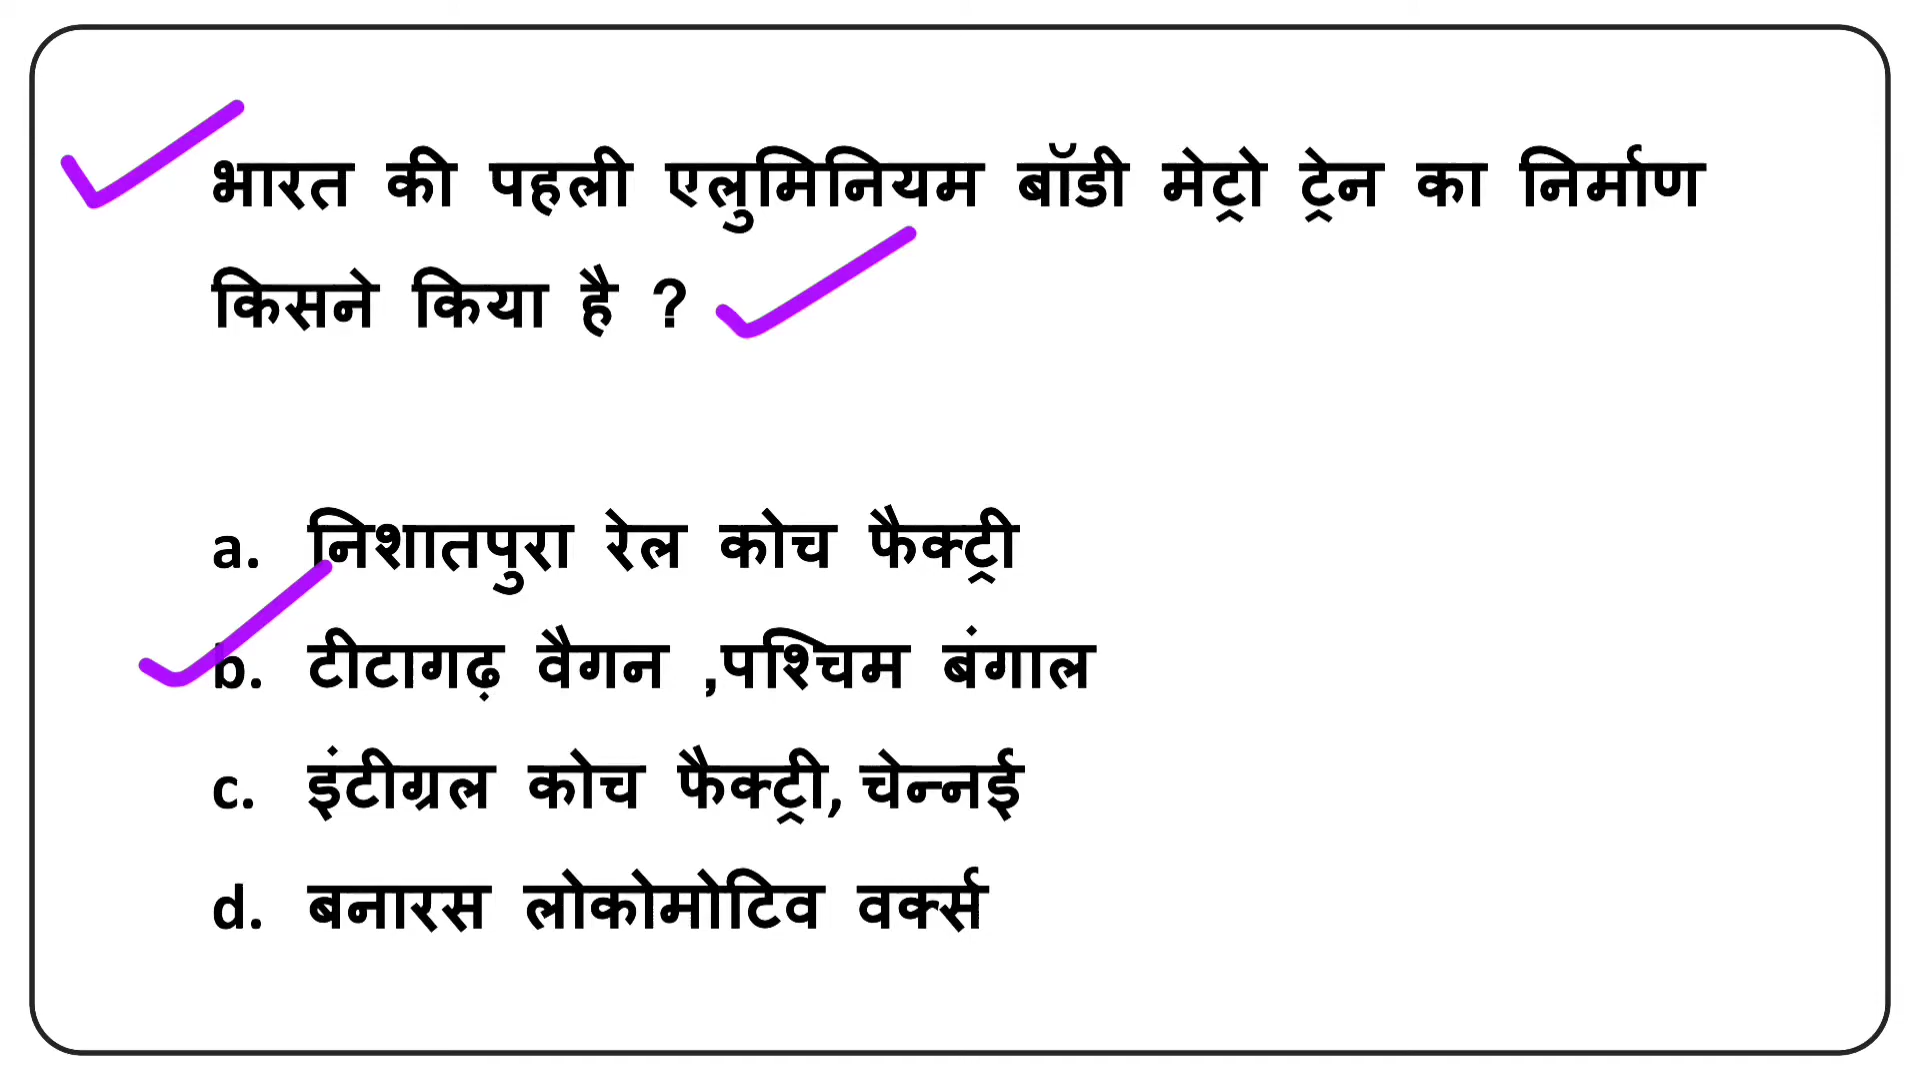 भारत की पहली एलुमिनियम बॉडी मेट्रो ट्रेन का निर्माण
किसने किया है ?
a. निशातपुरा रेल कोच फैक्ट्री
b. टीटागढ़ वैगन ,पश्चिम बंगाल
c. इंटीग्रल कोच फैक्ट्री, चेन्नई
d. बनारस लोकोमोटिव वर्क्स